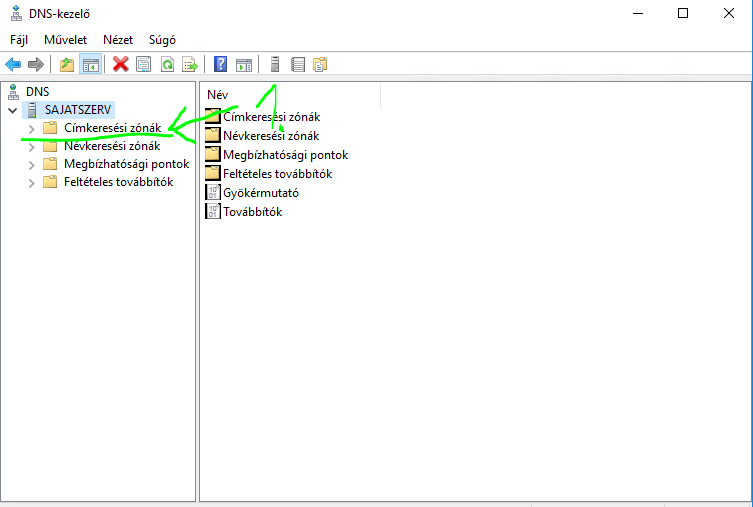 DNS-kezelő
Fájl Művelet Nézet Súgó
DNS
SAJATSZERV
Címkeresési zónák
Névkeresési zónák
Megbízhatósági pontok
Feltételes továbbítók
Név
Címkeresési zónák
Névkeresési zónák
Megbízhatósági pontok
Feltételes továbbítók
Gyökérmutató
Továbbítók
1.